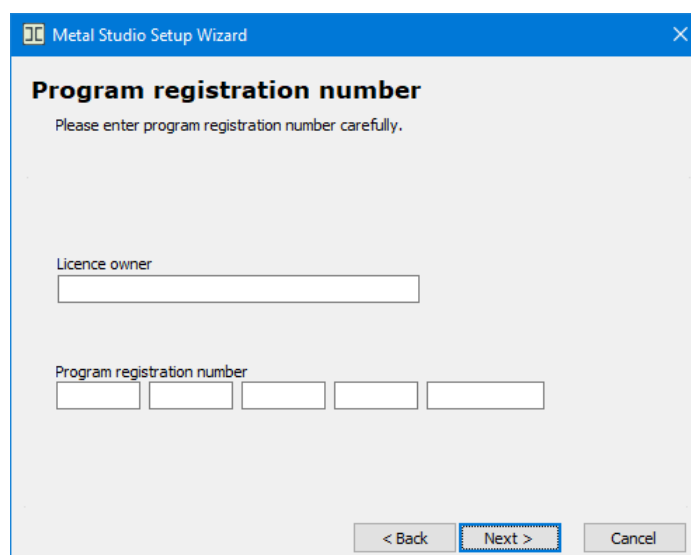 Metal Studio Setup Wizard
Program registration number
Please enter program registration number carefully.
Licence owner
Program registration number
< Back Next > Cancel